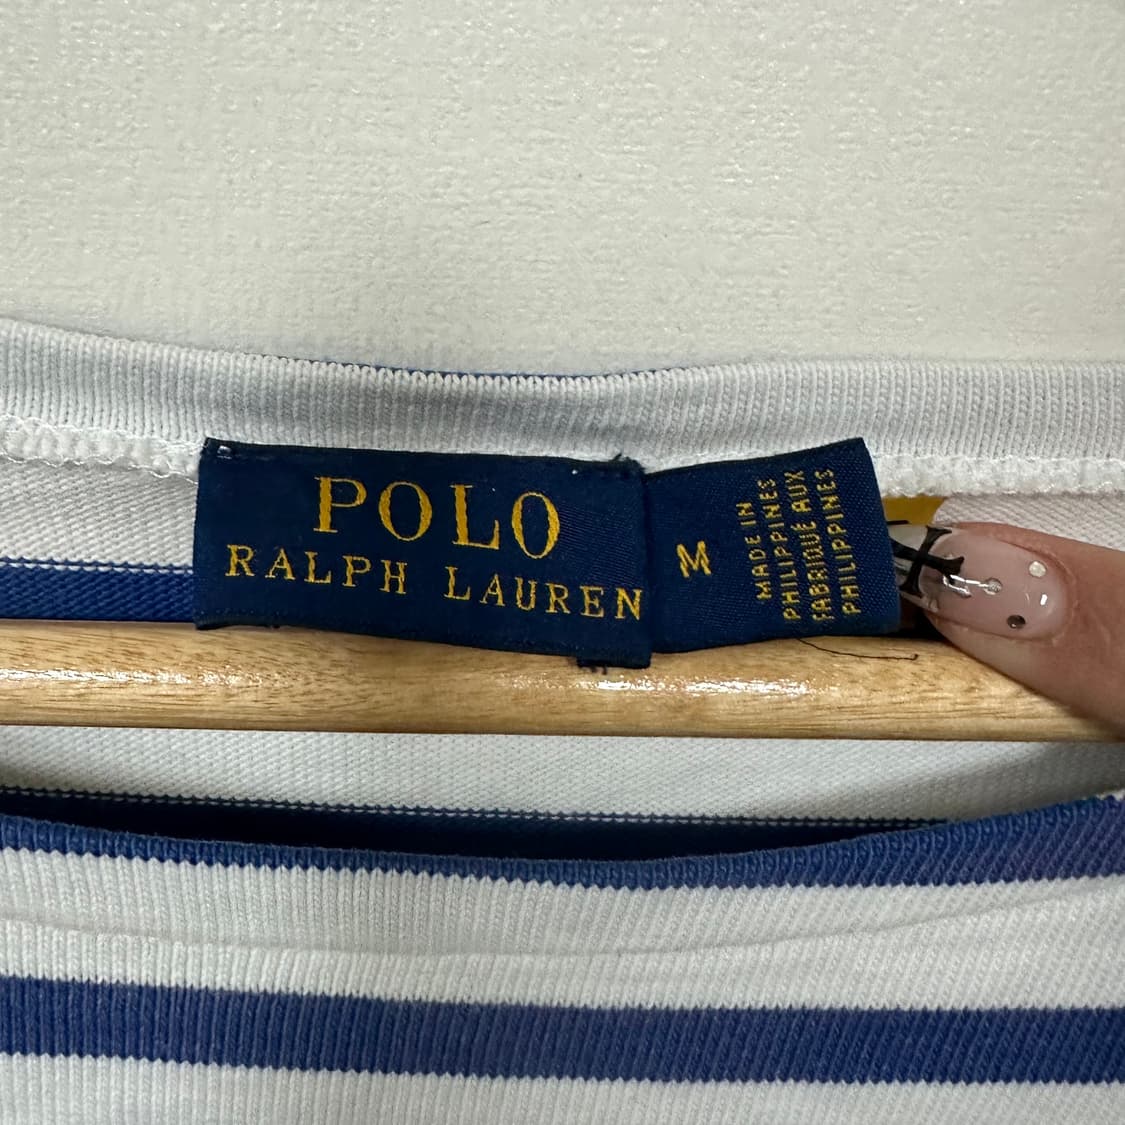 POLO
RALPH LAUREN
M
MADE IN
PHILIPPINES
FABRIQUÉ AUX
PHILIPPINES